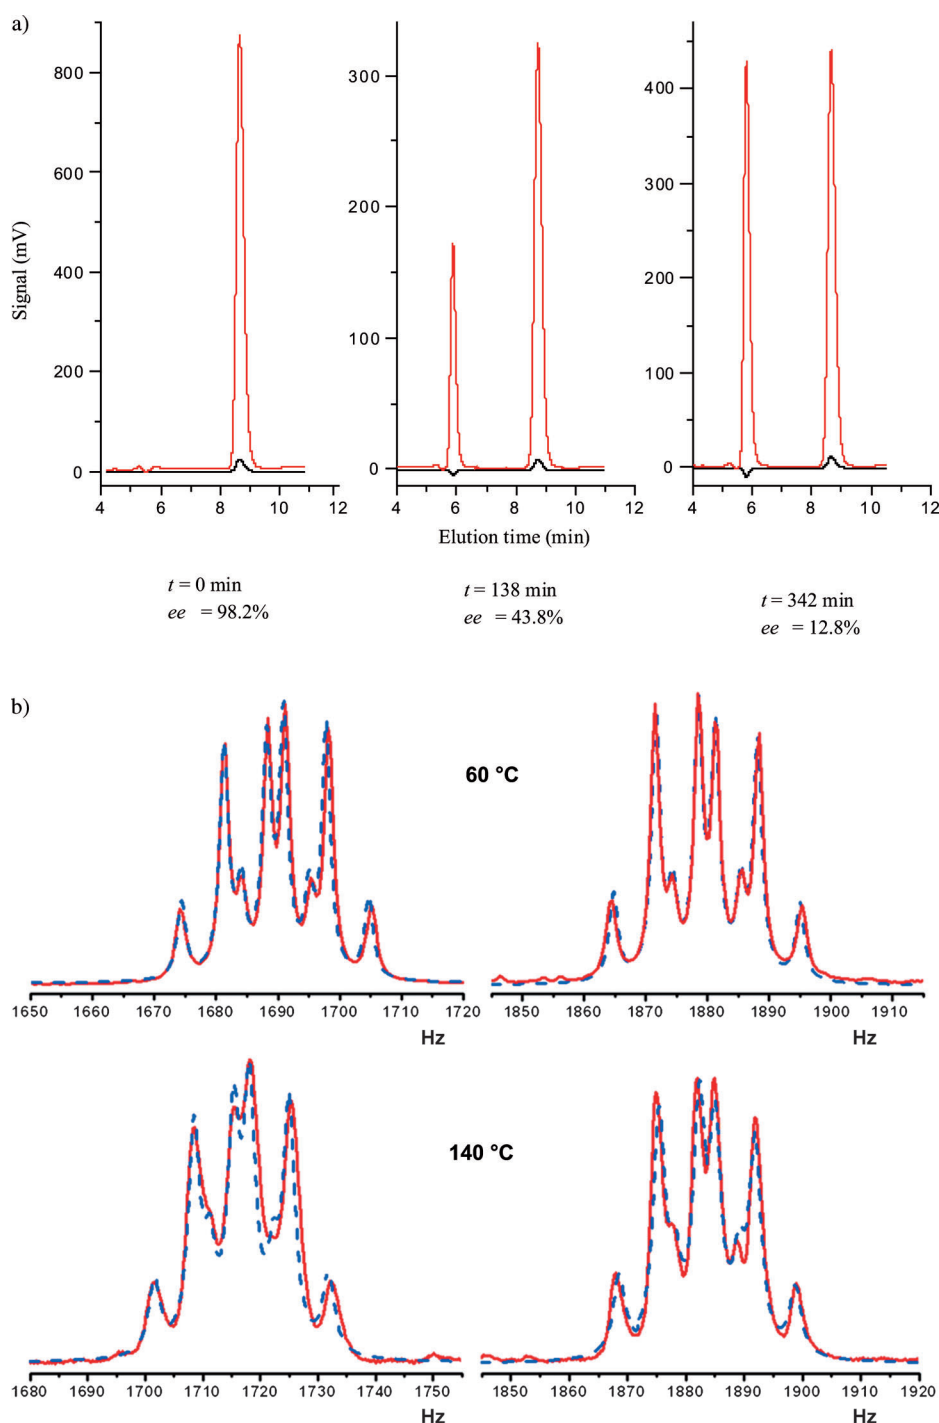 a)
Signal (mV)
800
600
400
200
0
300
200
100
0
400
300
200
100
0
4 6 8 10 12
4 6 8 10 12
4 6 8 10 12
Elution time (min)
t = 0 min
ee = 98.2%
t = 138 min
ee = 43.8%
t = 342 min
ee = 12.8%
b)
60 °C
1650 1660 1670 1680 1690 1700 1710 1720
Hz
1850 1860 1870 1880 1890 1900 1910
Hz
140 °C
1680 1690 1700 1710 1720 1730 1740 1750
Hz
1850 1860 1870 1880 1890 1900 1910 1920
Hz